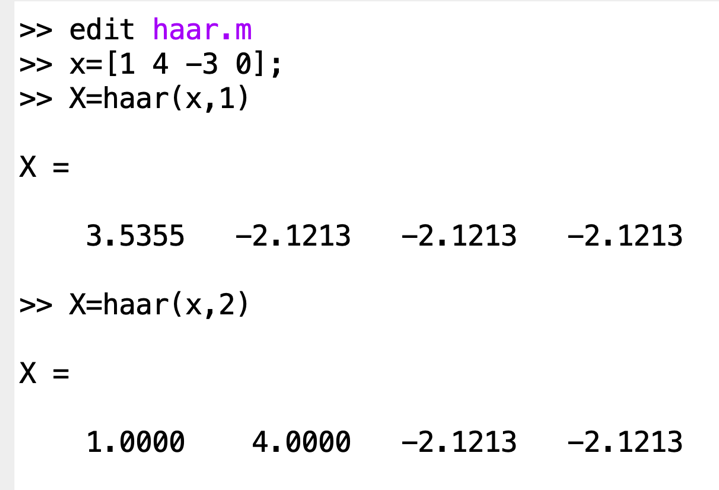 >> edit haar.m
>> x=[1 4 −3 0];
>> X=haar(x,1)
X =
3.5355 −2.1213 −2.1213 −2.1213
>> X=haar(x,2)
X =
1.0000 4.0000 −2.1213 −2.1213